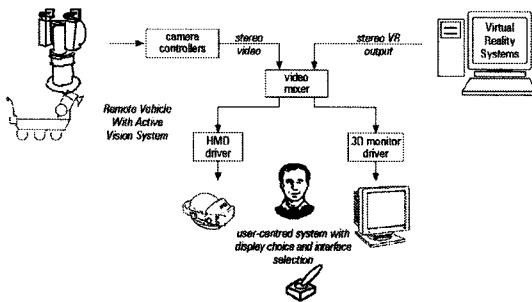 camera
controllers
stereo
video
stereo VR
output
Virtual
Reality
Systems
video
mixer
Remote Vehicle
With Active
Vision System
HMD
driver
3D monitor
driver
user-centred system with
display choice and interface
selection